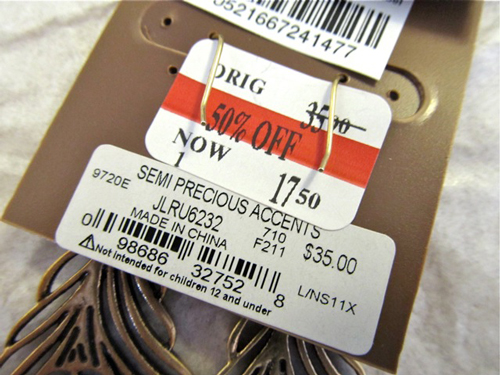 0521667241477
ORIG 35.00
50% OFF
NOW
1 17 50
SEMI PRECIOUS ACCENTS
9720E JLRU6232 710 $35.00
MADE IN CHINA F211
0 98686 32752 8 L/NS11X
Not intended for children 12 and under